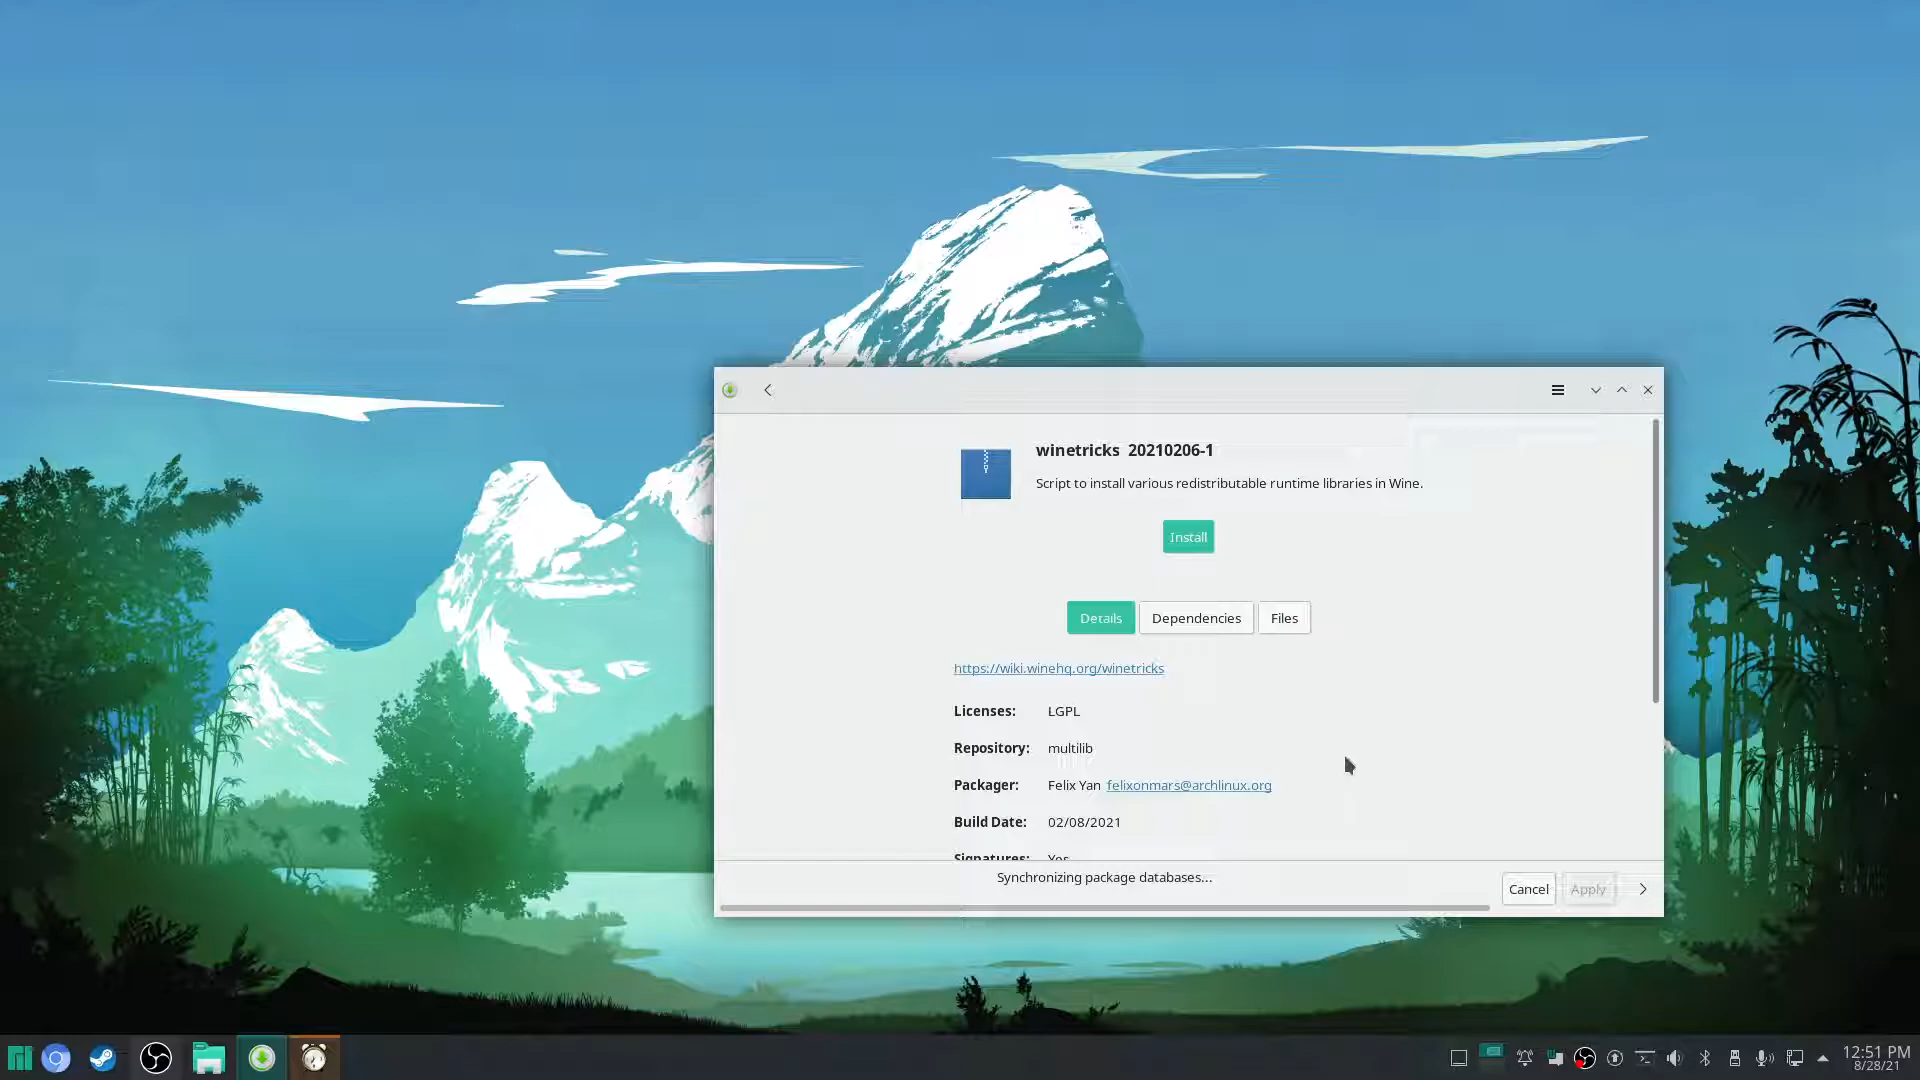 winetricks 20210206-1
Script to install various redistributable runtime libraries in Wine.
Install
Details Dependencies Files
https://wiki.winehq.org/winetricks
Licenses: LGPL
Repository: multilib
Packager: Felix Yan felixonmars@archlinux.org
Build Date: 02/08/2021
Signatures: Yes
Synchronizing package databases...
Cancel Apply
12:51 PM
8/28/21